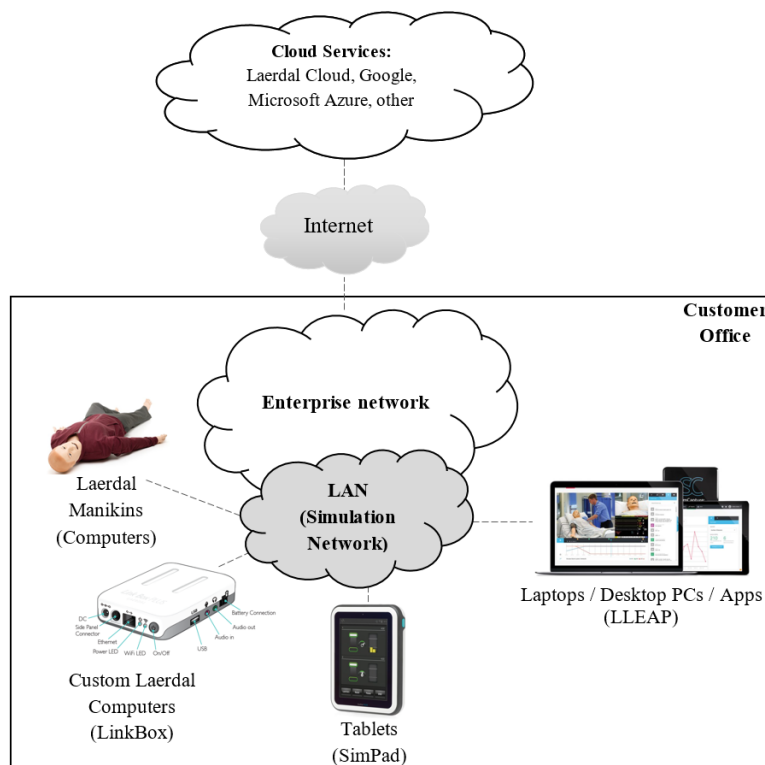 Cloud Services:
Laerdal Cloud, Google,
Microsoft Azure, other
Internet
Customer
Office
Enterprise network
LAN
(Simulation
Network)
Laerdal
Manikins
(Computers)
SC
Laptops / Desktop PCs / Apps
(LLEAP)
DC
Side Panel
Connector
Ethernet
Power LED
WiFi LED
On/Off
USB
Audio in
Audio out
Battery Connection
Custom Laerdal
Computers
(LinkBox)
Tablets
(SimPad)